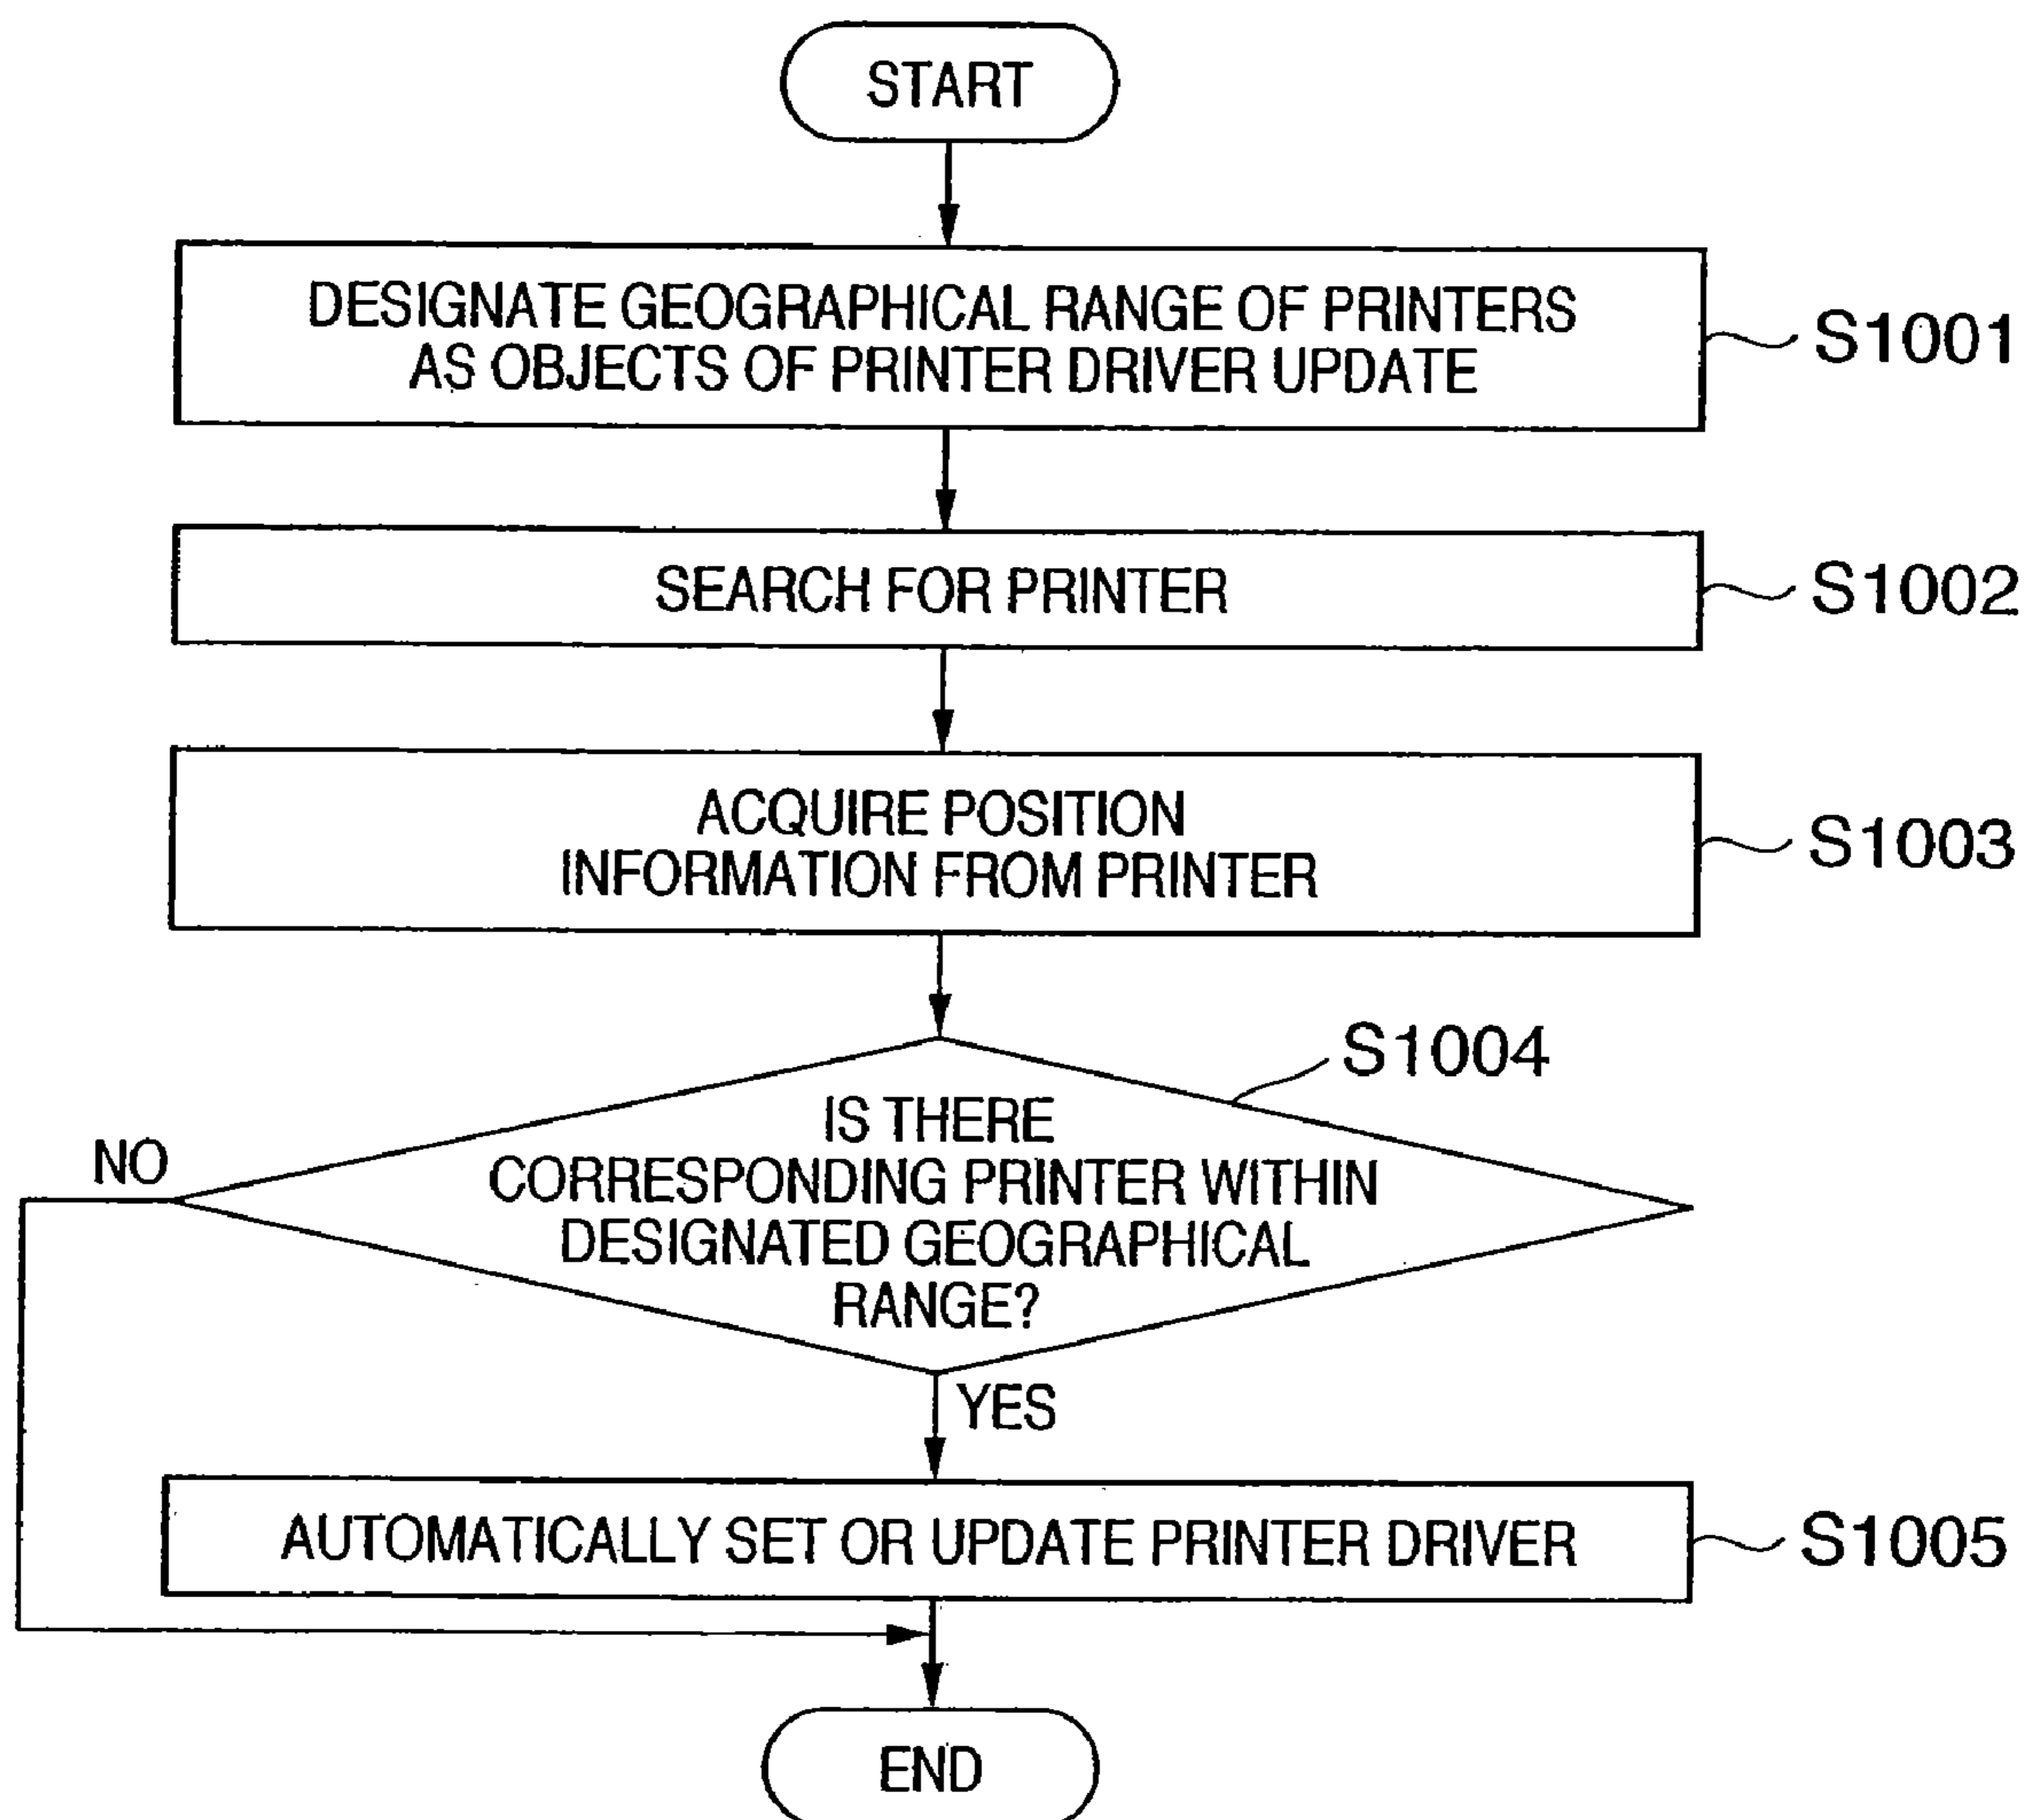 START
DESIGNATE GEOGRAPHICAL RANGE OF PRINTERS
AS OBJECTS OF PRINTER DRIVER UPDATE
S1001
SEARCH FOR PRINTER
S1002
ACQUIRE POSITION
INFORMATION FROM PRINTER
S1003
S1004
IS THERE
CORRESPONDING PRINTER WITHIN
DESIGNATED GEOGRAPHICAL
RANGE?
NO
YES
AUTOMATICALLY SET OR UPDATE PRINTER DRIVER
S1005
END